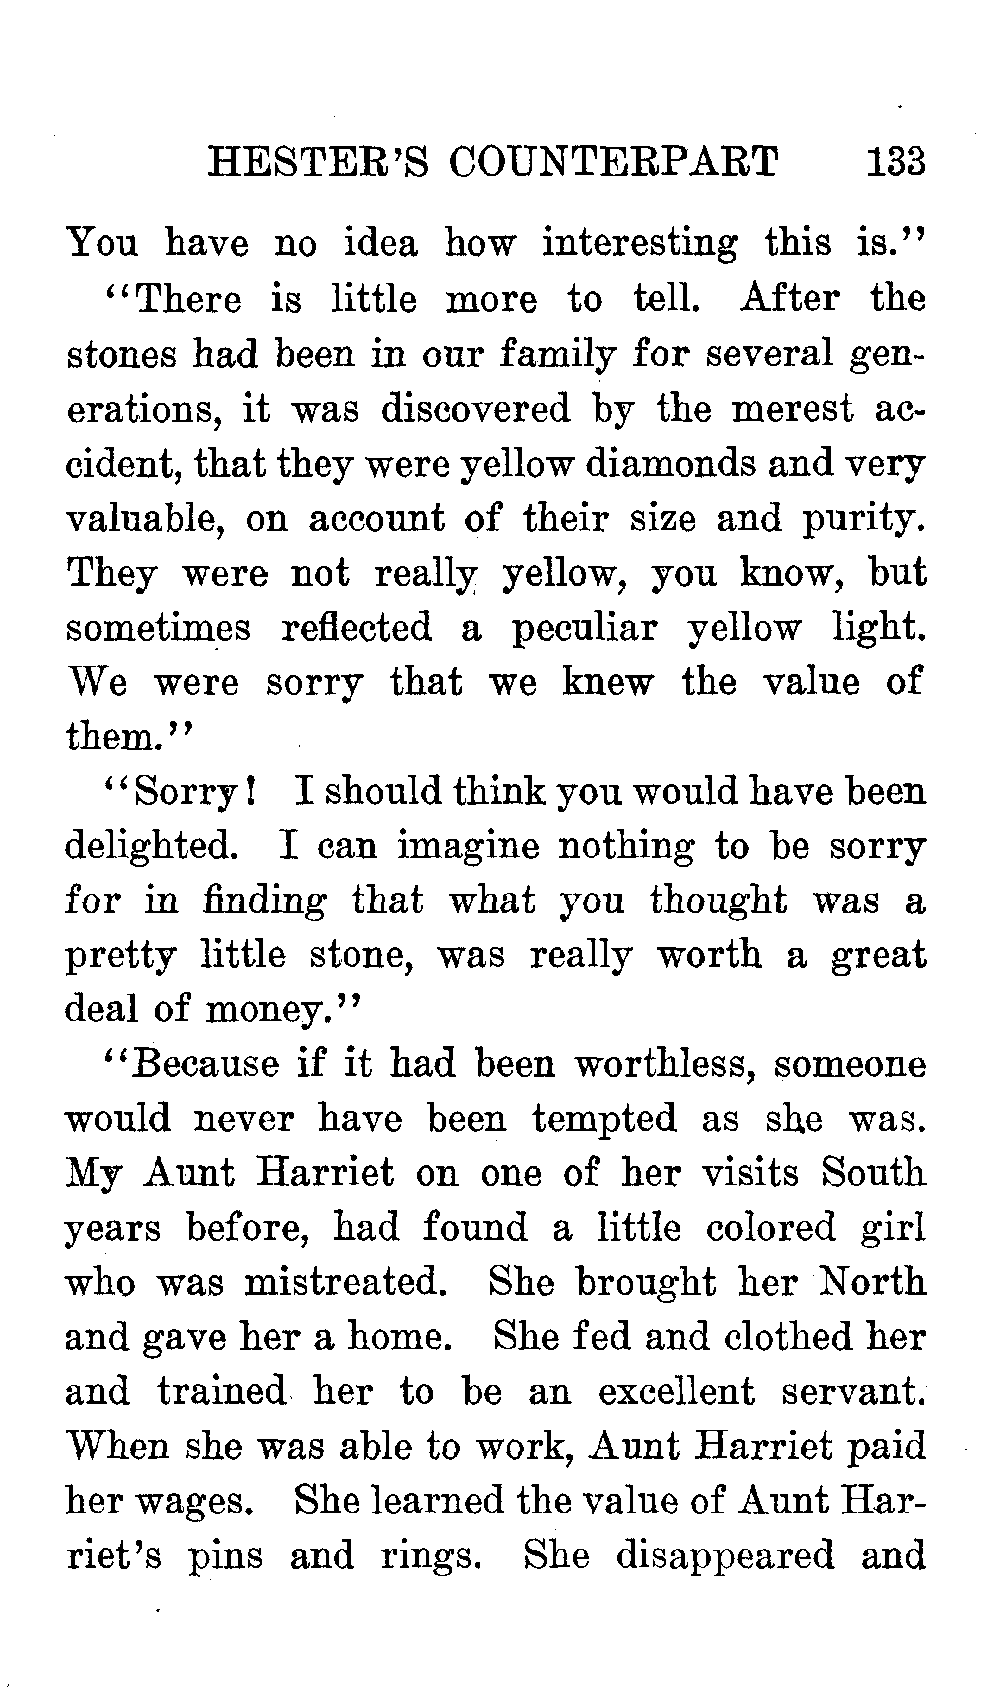 HESTER'S COUNTERPART 133
You have no idea how interesting this is."
"There is little more to tell. After the
stones had been in our family for several gen-
erations, it was discovered by the merest ac-
cident, that they were yellow diamonds and very
valuable, on account of their size and purity.
They were not really yellow, you know, but
sometimes reflected a peculiar yellow light.
We were sorry that we knew the value of
them."
"Sorry! I should think you would have been
delighted. I can imagine nothing to be sorry
for in finding that what you thought was a
pretty little stone, was really worth a great
deal of money."
"Because if it had been worthless, someone
would never have been tempted as she was.
My Aunt Harriet on one of her visits South
years before, had found a little colored girl
who was mistreated. She brought her North
and gave her a home. She fed and clothed her
and trained her to be an excellent servant.
When she was able to work, Aunt Harriet paid
her wages. She learned the value of Aunt Har-
riet's pins and rings. She disappeared and